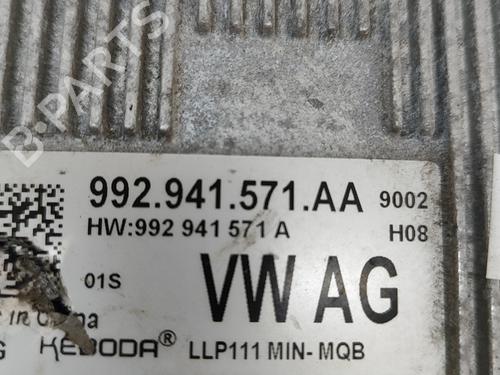 B-PARTS
992.941.571.AA 9002
HW:992 941 571 A H08
01S VW AG
in China
G KEBODA® LLP111 MIN-MQB